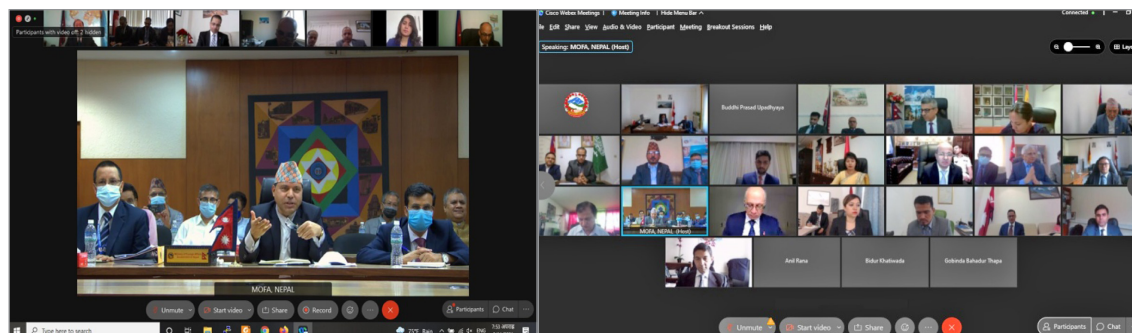 Participants with video off: 2 hidden
MOFA, NEPAL
Unmute
Start video
Share
Record
Participants
Chat
Type here to search
75°F Rain
ENG
Cisco Webex Meetings
Meeting Info
Hide Menu Bar
Connected
Edit Share View Audio & Video Participant Meeting Breakout Sessions Help
Speaking: MOFA, NEPAL (Host)
Buddhi Prasad Upadhyaya
MOFA, NEPAL (Host)
Anil Rana
Bidur Khatiwada
Gobinda Bahadur Thapa
Unmute
Start video
Share
Participants
Chat